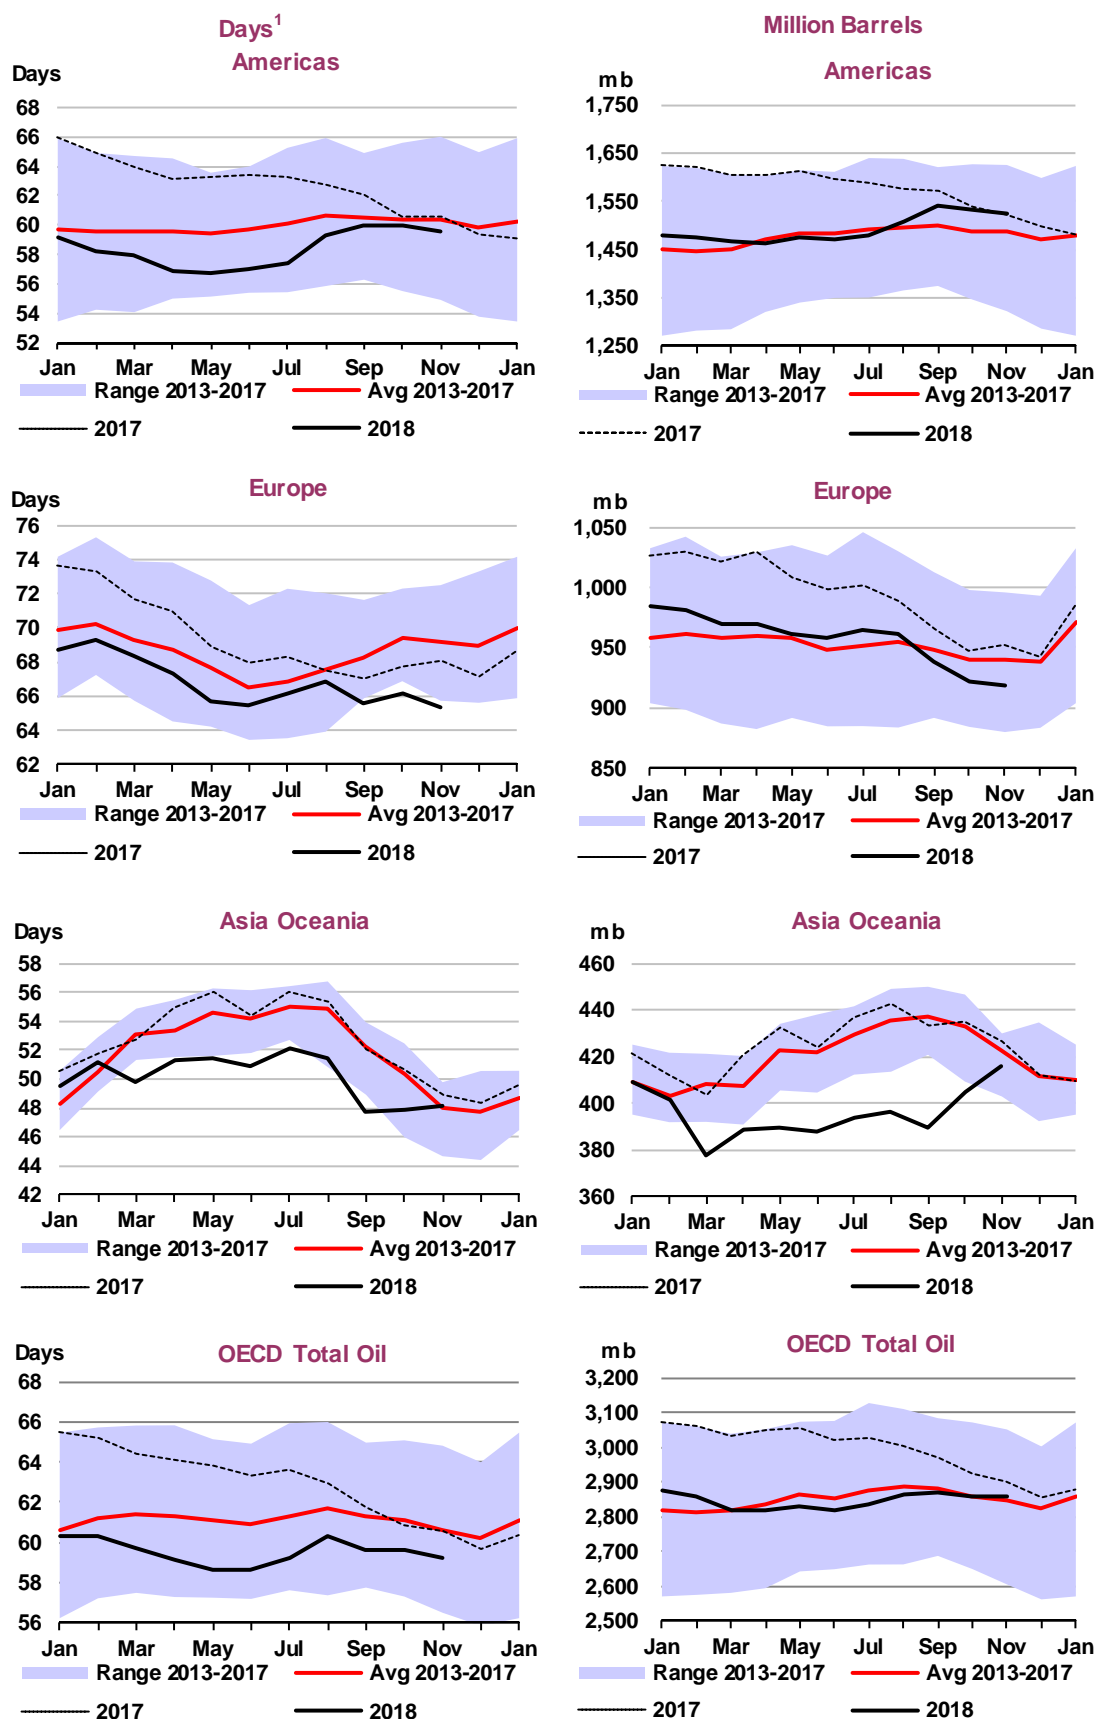 Days¹
Americas
Days
68
66
64
62
60
58
56
54
52
Jan Mar May Jul Sep Nov Jan
Range 2013-2017 Avg 2013-2017
2017 2018
Million Barrels
Americas
mb
1,750
1,650
1,550
1,450
1,350
1,250
Jan Mar May Jul Sep Nov Jan
Range 2013-2017 Avg 2013-2017
2017 2018
Europe
Days
76
74
72
70
68
66
64
62
Jan Mar May Jul Sep Nov Jan
Range 2013-2017 Avg 2013-2017
2017 2018
Europe
mb
1,050
1,000
950
900
850
Jan Mar May Jul Sep Nov Jan
Range 2013-2017 Avg 2013-2017
2017 2018
Asia Oceania
Days
58
56
54
52
50
48
46
44
42
Jan Mar May Jul Sep Nov Jan
Range 2013-2017 Avg 2013-2017
2017 2018
Asia Oceania
mb
460
440
420
400
380
360
Jan Mar May Jul Sep Nov Jan
Range 2013-2017 Avg 2013-2017
2017 2018
OECD Total Oil
Days
68
66
64
62
60
58
56
Jan Mar May Jul Sep Nov Jan
Range 2013-2017 Avg 2013-2017
2017 2018
OECD Total Oil
mb
3,200
3,100
3,000
2,900
2,800
2,700
2,600
2,500
Jan Mar May Jul Sep Nov Jan
Range 2013-2017 Avg 2013-2017
2017 2018